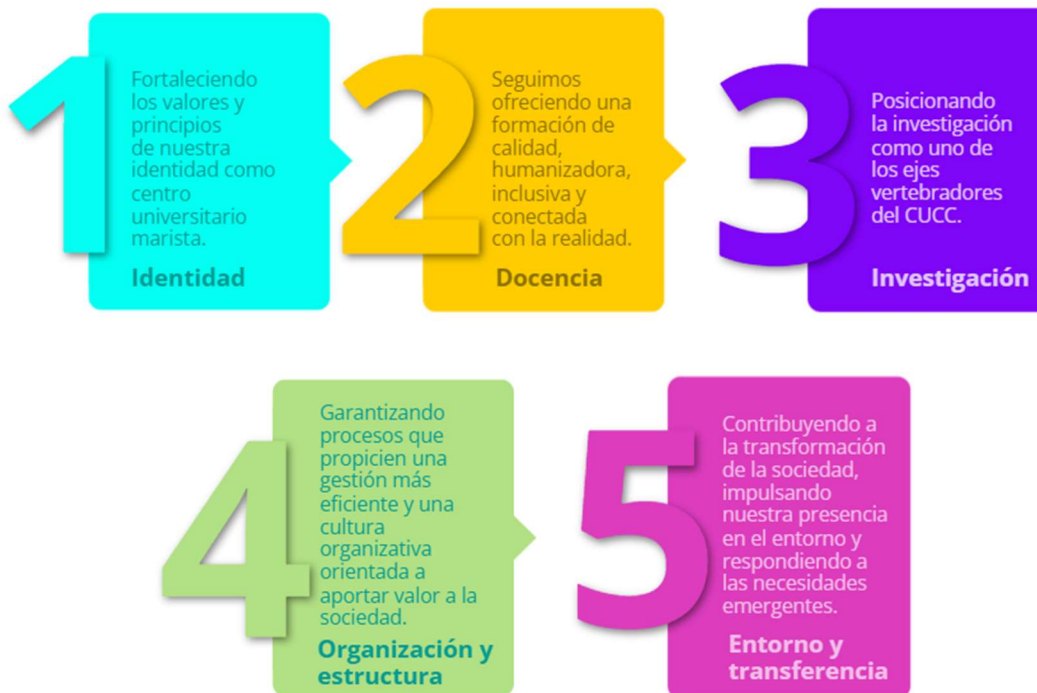 1
Fortaleciendo
los valores y
principios
de nuestra
identidad como
centro
universitario
marista.
Identidad
2
Seguimos
ofreciendo una
formación de
calidad,
humanizadora,
inclusiva y
conectada
con la realidad.
Docencia
3
Posicionando
la investigación
como uno de
los ejes
vertebradores
del CUCC.
Investigación
4
Garantizando
procesos que
propicien una
gestión más
eficiente y una
cultura
organizativa
orientada a
aportar valor a la
sociedad.
Organización y
estructura
5
Contribuyendo a
la transformación
de la sociedad,
impulsando
nuestra presencia
en el entorno y
respondiendo a
las necesidades
emergentes.
Entorno y
transferencia